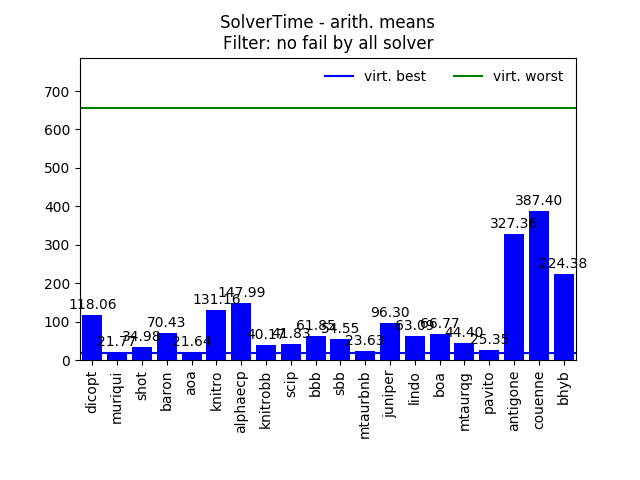 SolverTime - arith. means
Filter: no fail by all solver
virt. best
virt. worst
700
600
500
400
300
200
100
0
118.06
21.77
34.98
70.43
21.64
131.16
147.99
40.17
41.83
61.85
54.55
23.63
96.30
63.09
66.77
44.40
25.35
327.36
387.40
224.38
dicopt
muriqui
shot
baron
aoa
knitro
alphaecp
knitrobb
scip
bbb
sbb
mtaurbnb
juniper
lindo
boa
mtaurqg
pavito
antigone
couenne
bhyb